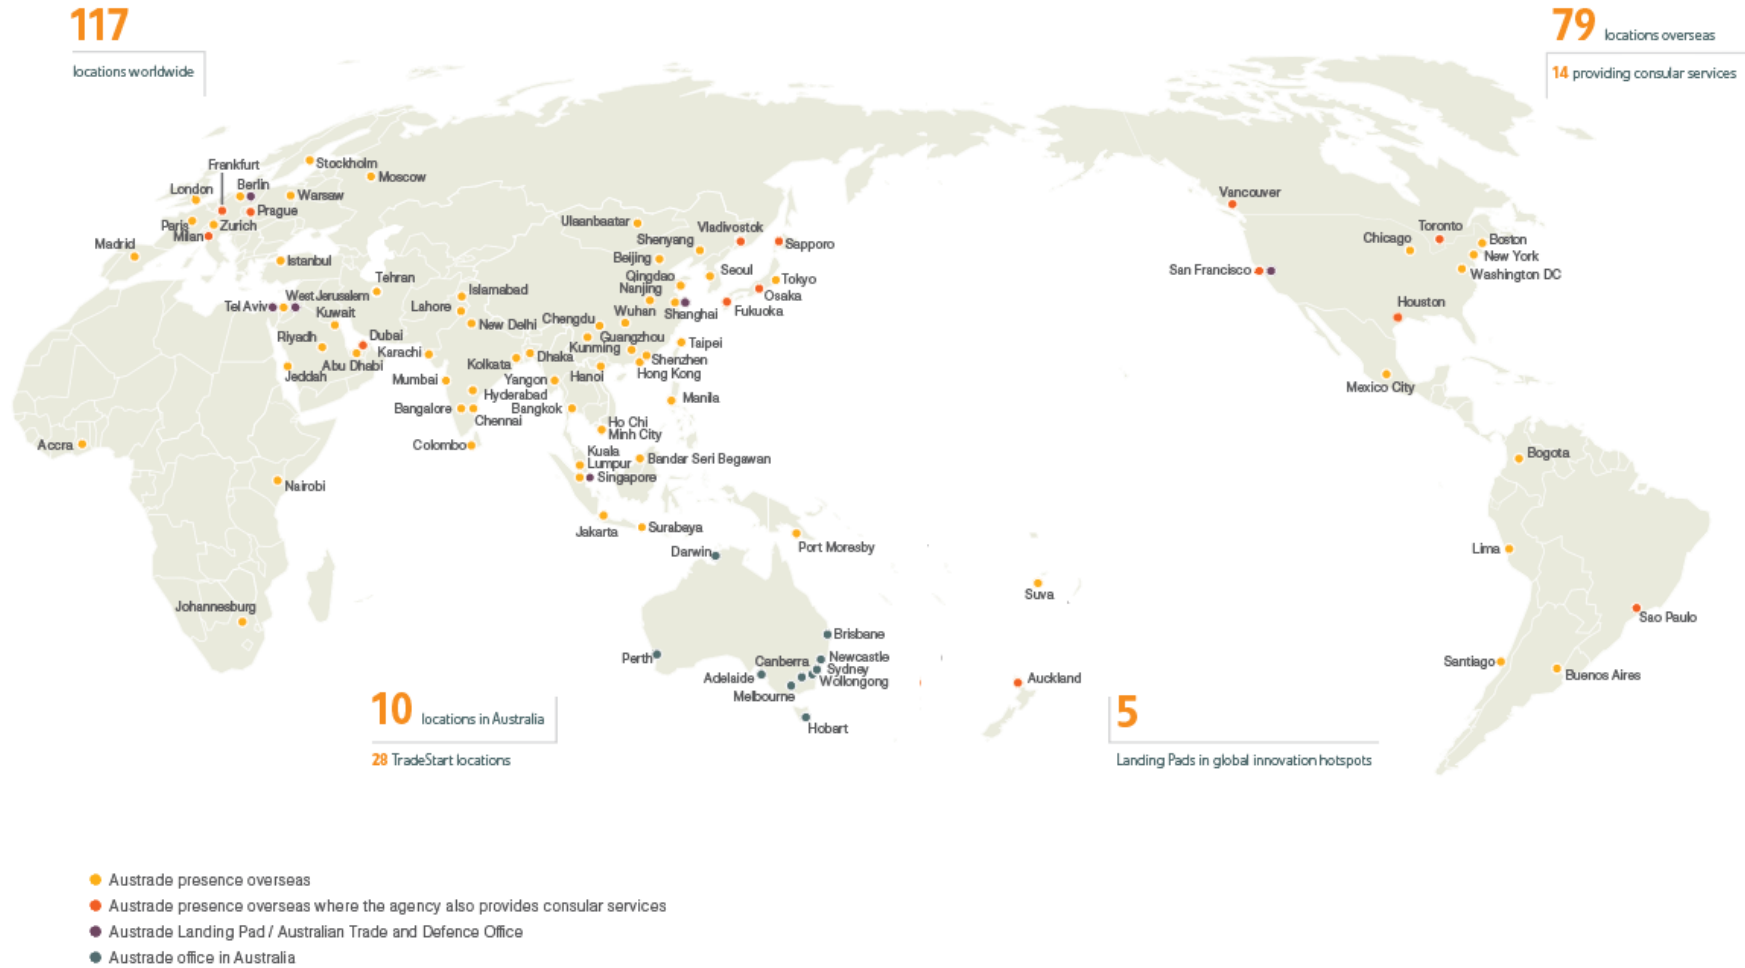 117
locations worldwide
79 locations overseas
14 providing consular services
Frankfurt
Stockholm
Moscow
London
Berlin
Warsaw
Prague
Paris
Zurich
Milan
Madrid
Istanbul
Tehran
Tel Aviv
West Jerusalem
Kuwait
Riyadh
Dubai
Abu Dhabi
Jeddah
Accra
Nairobi
Johannesburg
Islamabad
Lahore
New Delhi
Karachi
Kolkata
Dhaka
Mumbai
Hyderabad
Bangalore
Chennai
Colombo
Ulaanbaatar
Vladivostok
Shenyang
Sapporo
Beijing
Seoul
Qingdao
Tokyo
Nanjing
Osaka
Wuhan
Shanghai
Fukuoka
Chengdu
Guangzhou
Kunming
Taipei
Shenzhen
Hong Kong
Yangon
Hanoi
Bangkok
Manila
Ho Chi
Minh City
Kuala
Lumpur
Bandar Seri Begawan
Singapore
Jakarta
Surabaya
Port Moresby
Darwin
Suva
Brisbane
Perth
Canberra
Newcastle
Sydney
Adelaide
Wollongong
Melbourne
Hobart
Auckland
Vancouver
Toronto
Chicago
Boston
New York
Washington DC
San Francisco
Houston
Mexico City
Bogota
Lima
Sao Paulo
Santiago
Buenos Aires
10 locations in Australia
28 TradeStart locations
5
Landing Pads in global innovation hotspots
Austrade presence overseas
Austrade presence overseas where the agency also provides consular services
Austrade Landing Pad / Australian Trade and Defence Office
Austrade office in Australia